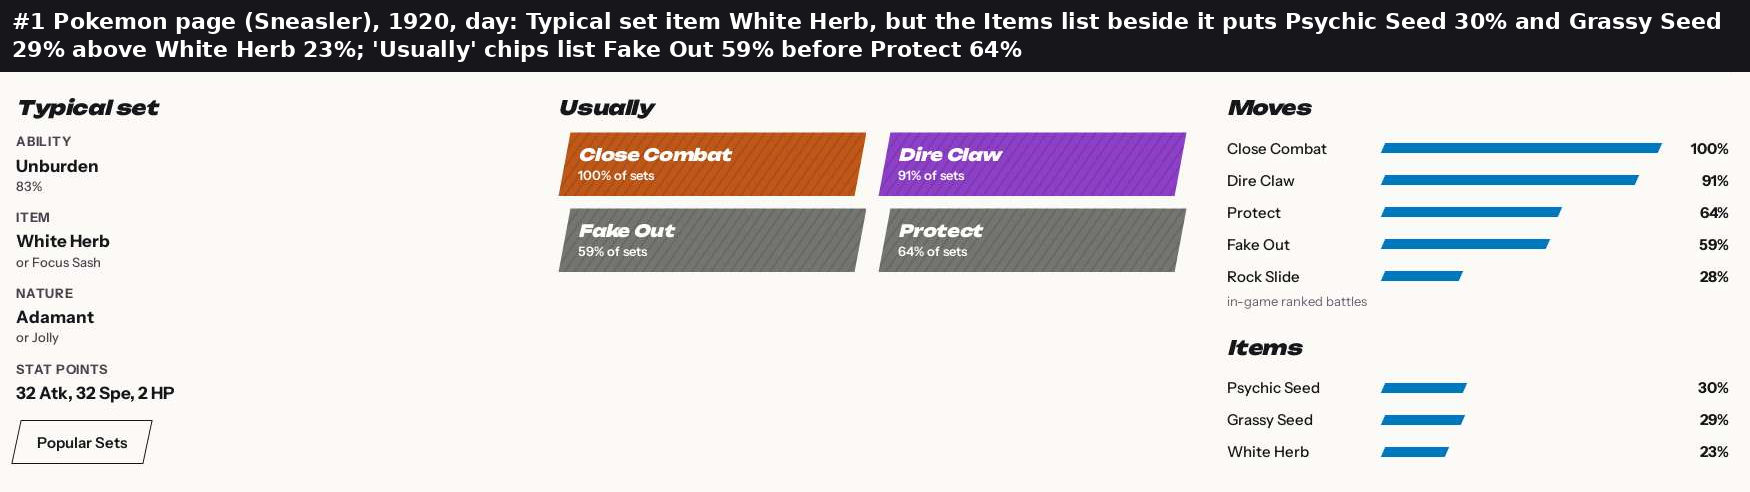 #1 Pokemon page (Sneasler), 1920, day: Typical set item White Herb, but the Items list beside it puts Psychic Seed 30% and Grassy Seed
29% above White Herb 23%; 'Usually' chips list Fake Out 59% before Protect 64%
Typical set
ABILITY
Unburden
83%
ITEM
White Herb
or Focus Sash
NATURE
Adamant
or Jolly
STAT POINTS
32 Atk, 32 Spe, 2 HP
Popular Sets
Usually
Close Combat
100% of sets
Dire Claw
91% of sets
Fake Out
59% of sets
Protect
64% of sets
Moves
Close Combat 100%
Dire Claw 91%
Protect 64%
Fake Out 59%
Rock Slide 28%
in-game ranked battles
Items
Psychic Seed 30%
Grassy Seed 29%
White Herb 23%